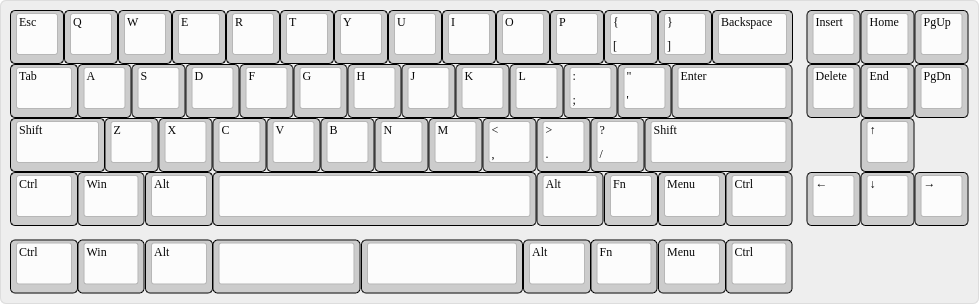 Esc Q W E R T Y U I O P { } Backspace Insert Home PgUp
[ ]
Tab A S D F G H J K L : " Enter Delete End PgDn
; '
Shift Z X C V B N M < > ? Shift ↑
, . /
Ctrl Win Alt Alt Fn Menu Ctrl ← ↓ →
Ctrl Win Alt Alt Fn Menu Ctrl